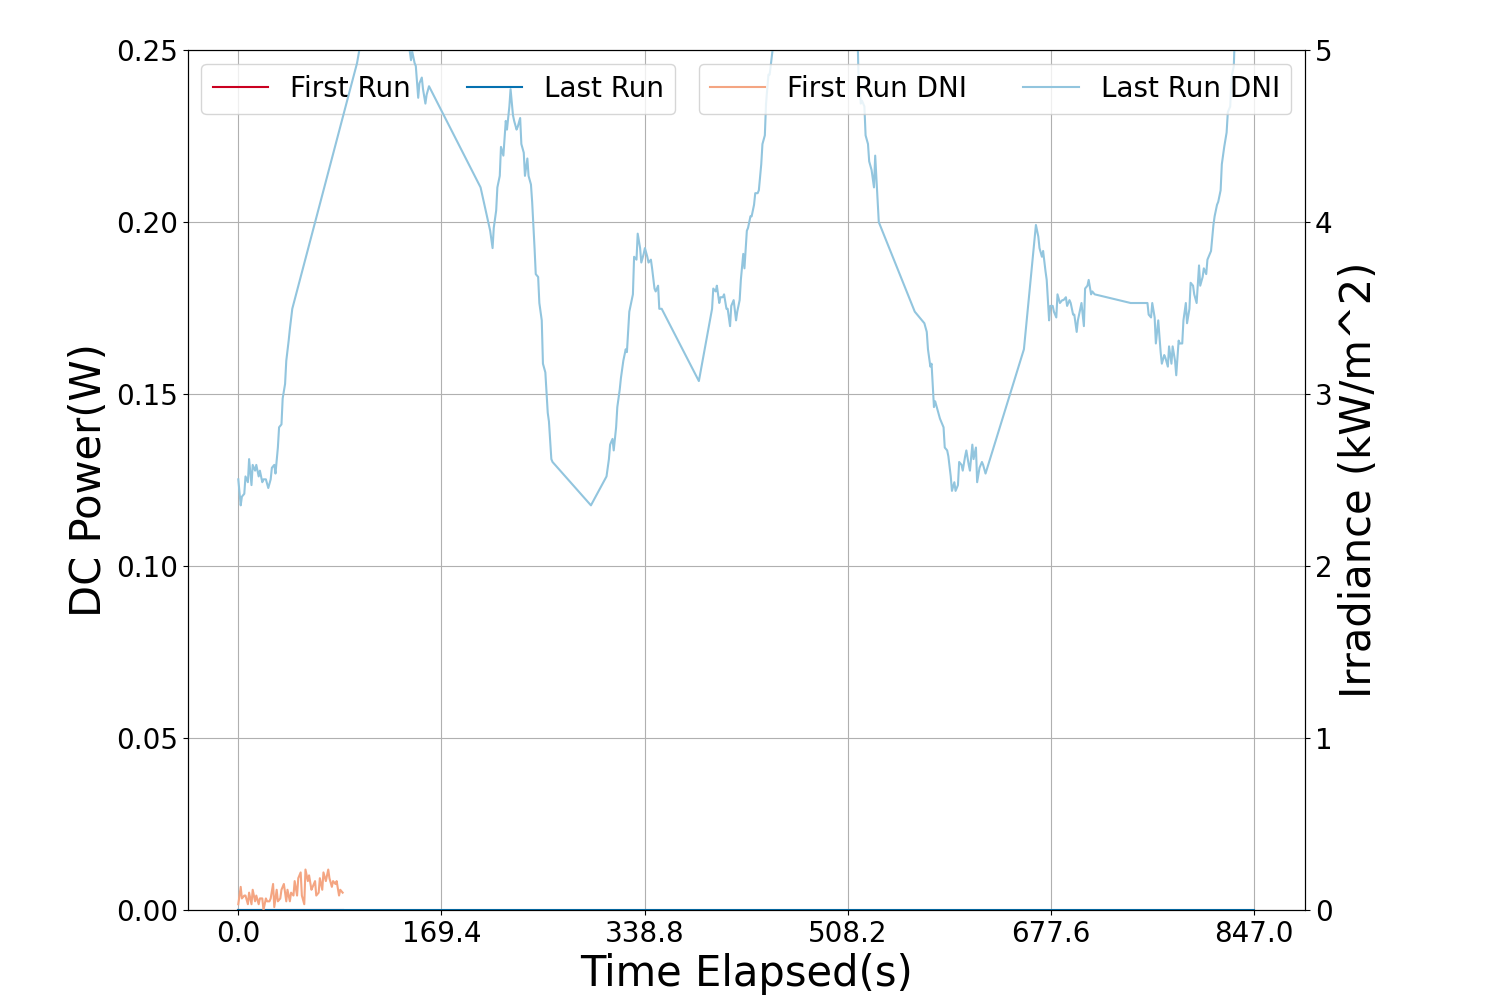 First Run
Last Run
First Run DNI
Last Run DNI
0.25
0.20
0.15
0.10
0.05
0.00
DC Power(W)
5
4
3
2
1
0
Irradiance (kW/m^2)
0.0 169.4 338.8 508.2 677.6 847.0
Time Elapsed(s)